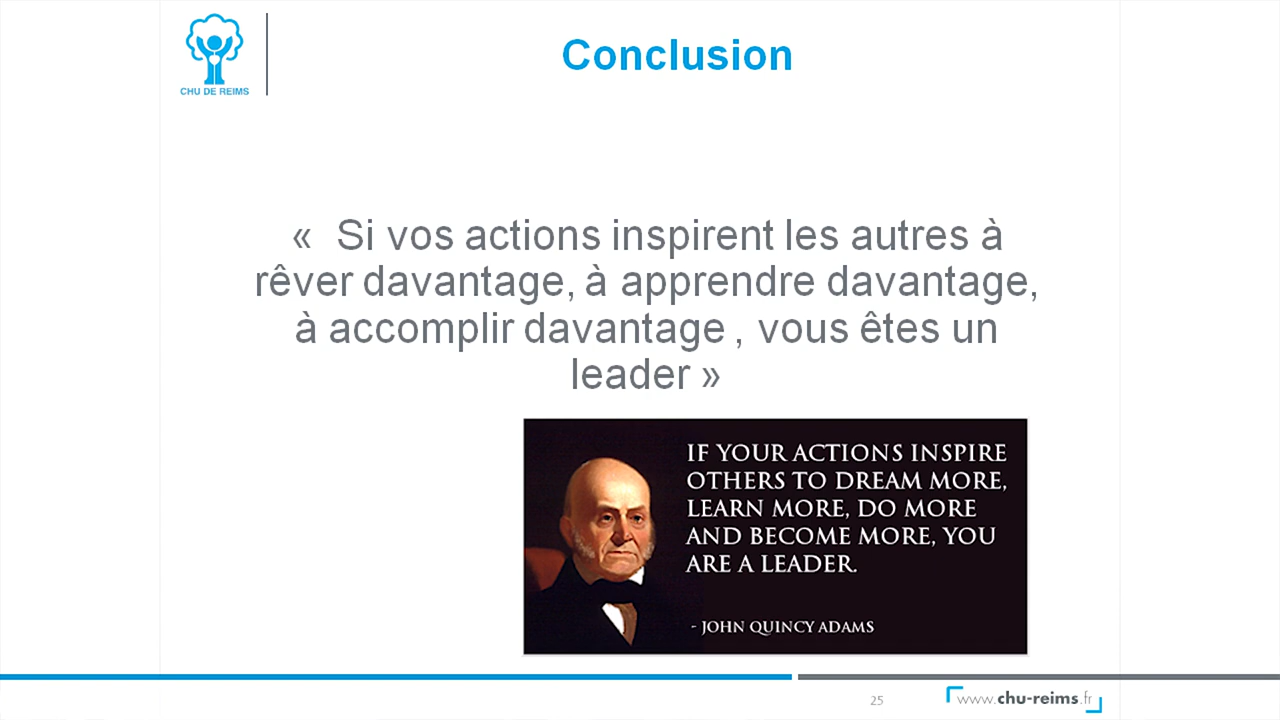 CHU DE REIMS
Conclusion
«  Si vos actions inspirent les autres à
rêver davantage, à apprendre davantage,
à accomplir davantage , vous êtes un
leader »
IF YOUR ACTIONS INSPIRE
OTHERS TO DREAM MORE,
LEARN MORE, DO MORE
AND BECOME MORE, YOU
ARE A LEADER.
- JOHN QUINCY ADAMS
25
www.chu-reims.fr